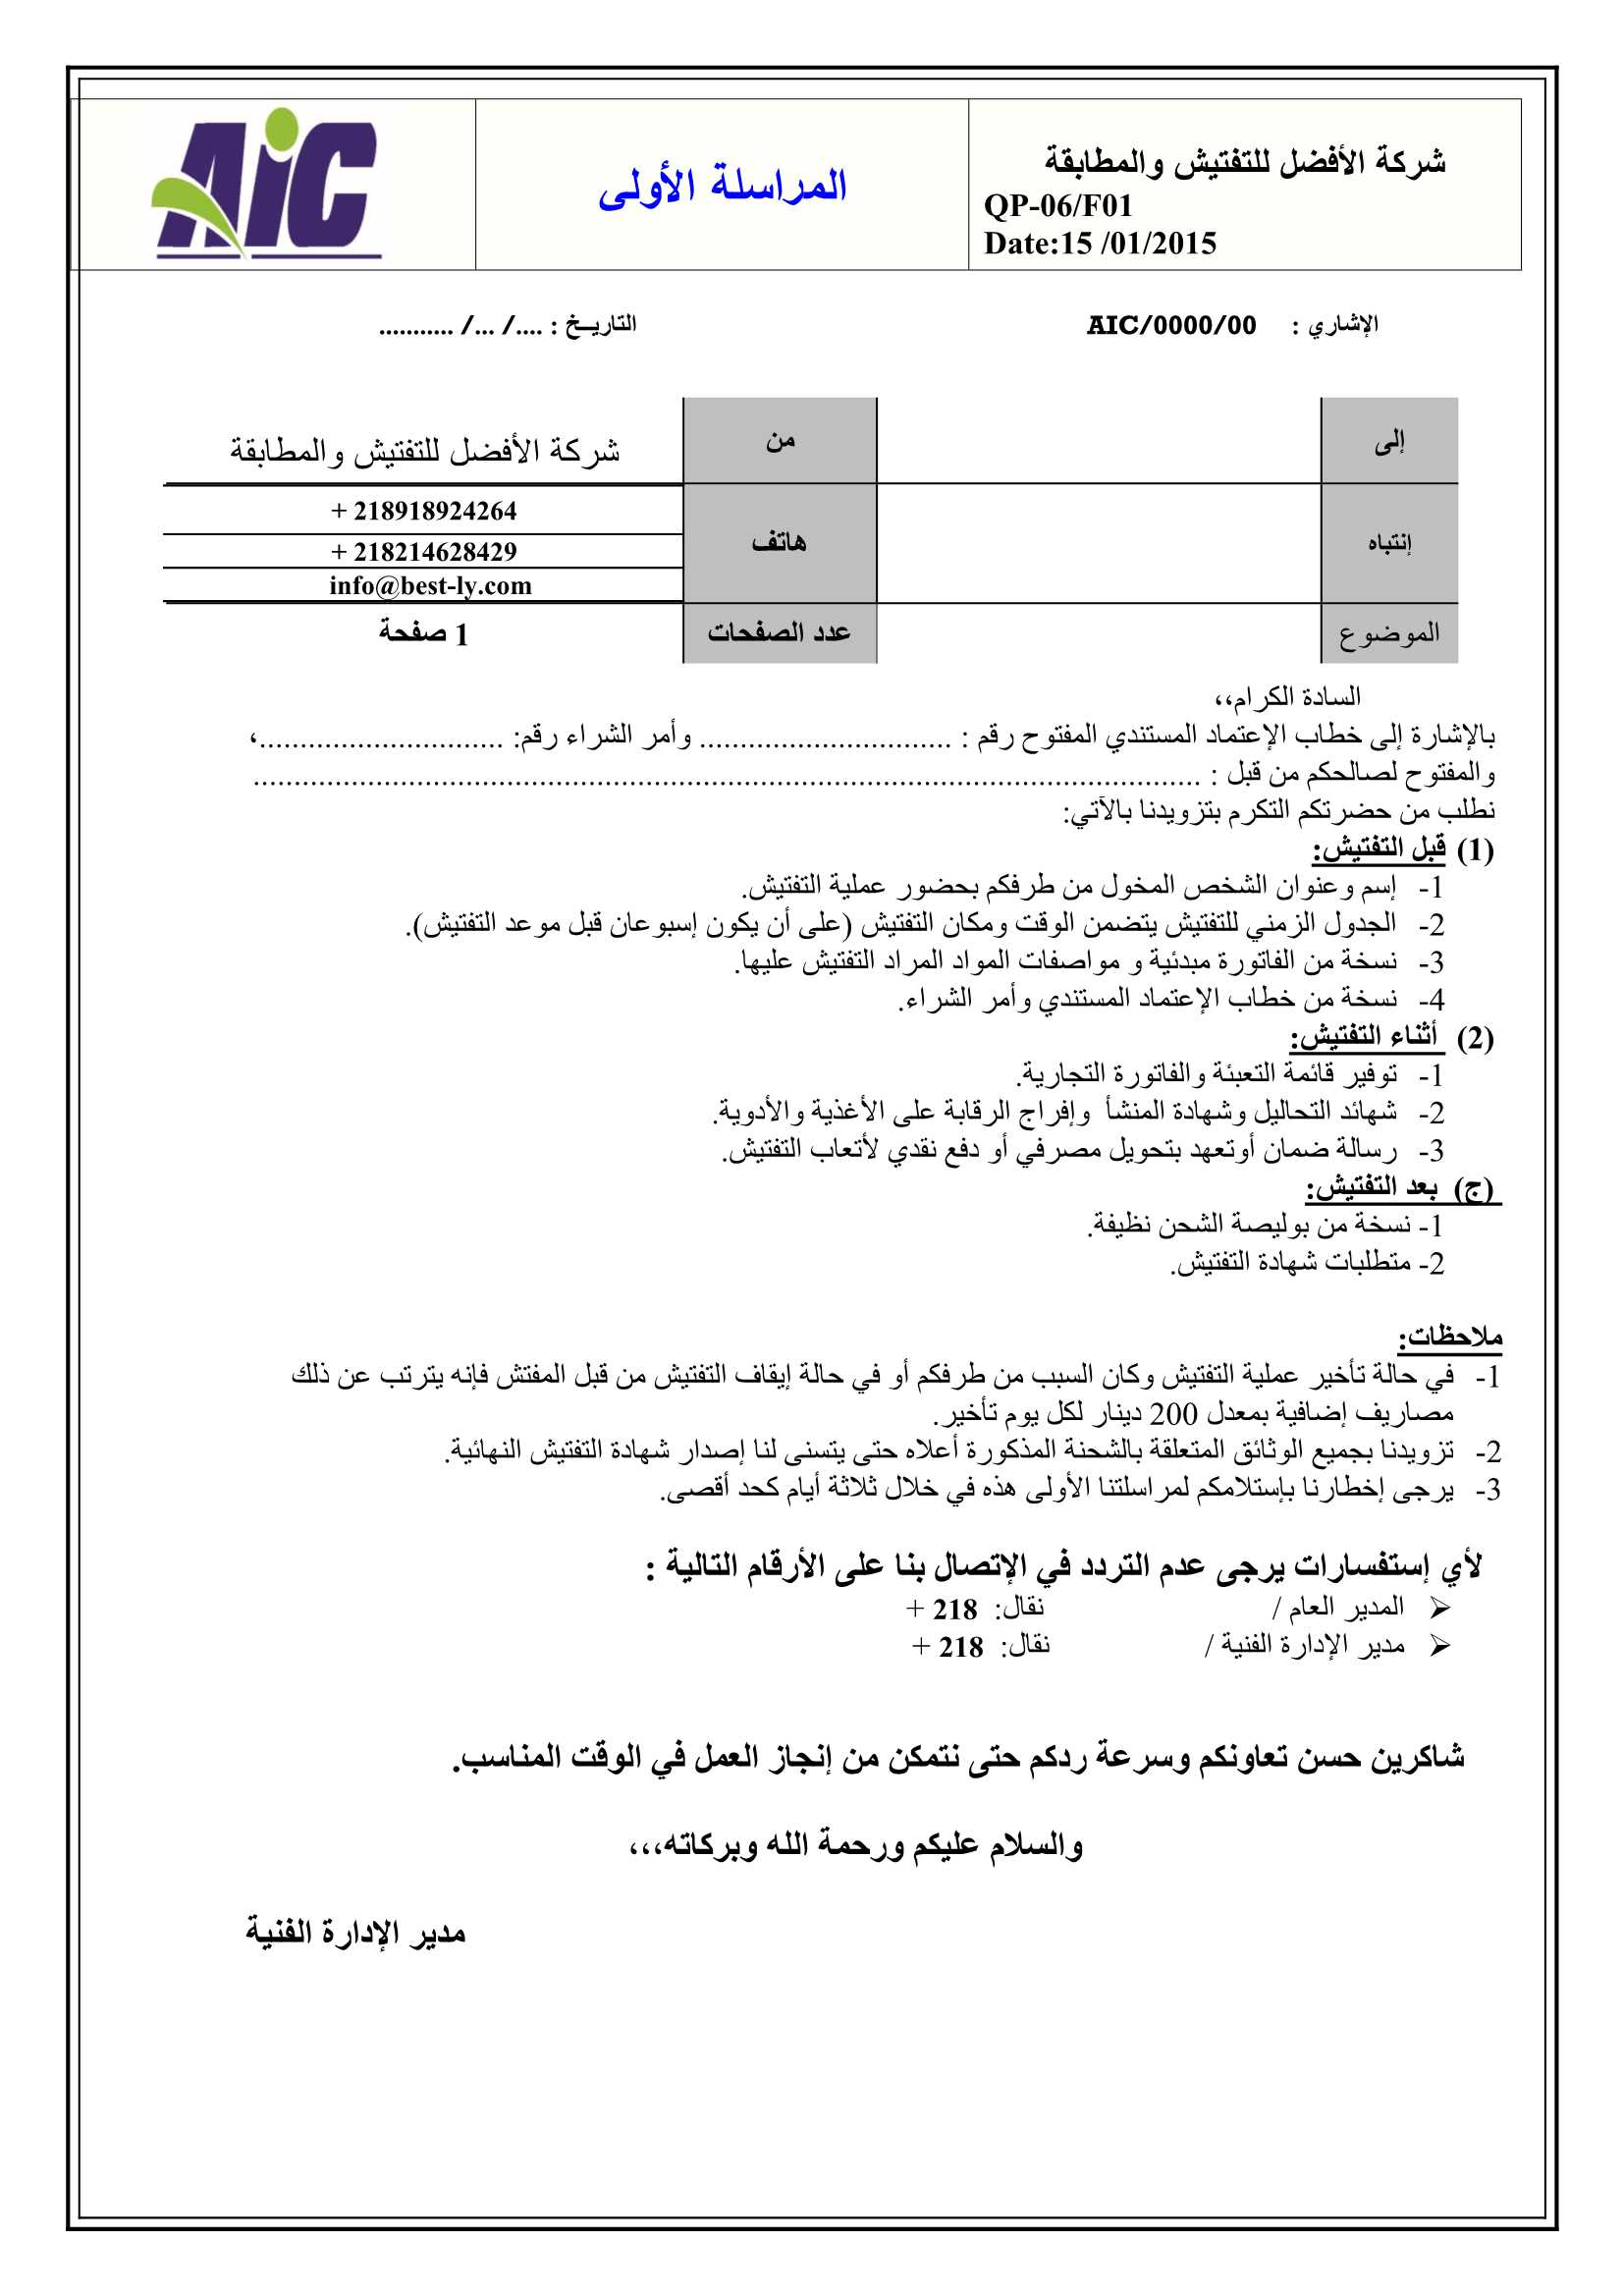 شركة الأفضل للتفتيش والمطابقة
QP-06/F01
Date:15 /01/2015
المراسلة الأولى
AIC
الإشاري : AIC/0000/00
التاريــخ : ..../ .../ ...........
إلى
من
شركة الأفضل للتفتيش والمطابقة
إنتباه
هاتف
+ 218918924264
+ 218214628429
info@best-ly.com
الموضوع
عدد الصفحات
1 صفحة
السادة الكرام،،
بالإشارة إلى خطاب الإعتماد المستندي المفتوح رقم : ............................... وأمر الشراء رقم: ..............................،
والمفتوح لصالحكم من قبل : ....................................................................................................................
نطلب من حضرتكم التكرم بتزويدنا بالآتي:
(1) قبل التفتيش:
1- إسم وعنوان الشخص المخول من طرفكم بحضور عملية التفتيش.
2- الجدول الزمني للتفتيش يتضمن الوقت ومكان التفتيش (على أن يكون إسبوعان قبل موعد التفتيش).
3- نسخة من الفاتورة مبدئية و مواصفات المواد المراد التفتيش عليها.
4- نسخة من خطاب الإعتماد المستندي وأمر الشراء.
(2) أثناء التفتيش:
1- توفير قائمة التعبئة والفاتورة التجارية.
2- شهائد التحاليل وشهادة المنشأ وإفراج الرقابة على الأغذية والأدوية.
3- رسالة ضمان أوتعهد بتحويل مصرفي أو دفع نقدي لأتعاب التفتيش.
(ج) بعد التفتيش:
1- نسخة من بوليصة الشحن نظيفة.
2- متطلبات شهادة التفتيش.
ملاحظات:
1- في حالة تأخير عملية التفتيش وكان السبب من طرفكم أو في حالة إيقاف التفتيش من قبل المفتش فإنه يترتب عن ذلك
مصاريف إضافية بمعدل 200 دينار لكل يوم تأخير.
2- تزويدنا بجميع الوثائق المتعلقة بالشحنة المذكورة أعلاه حتى يتسنى لنا إصدار شهادة التفتيش النهائية.
3- يرجى إخطارنا بإستلامكم لمراسلتنا الأولى هذه في خلال ثلاثة أيام كحد أقصى.
لأي إستفسارات يرجى عدم التردد في الإتصال بنا على الأرقام التالية :
➢ المدير العام / نقال: 218 +
➢ مدير الإدارة الفنية / نقال: 218 +
شاكرين حسن تعاونكم وسرعة ردكم حتى نتمكن من إنجاز العمل في الوقت المناسب.
والسلام عليكم ورحمة الله وبركاته،،،
مدير الإدارة الفنية